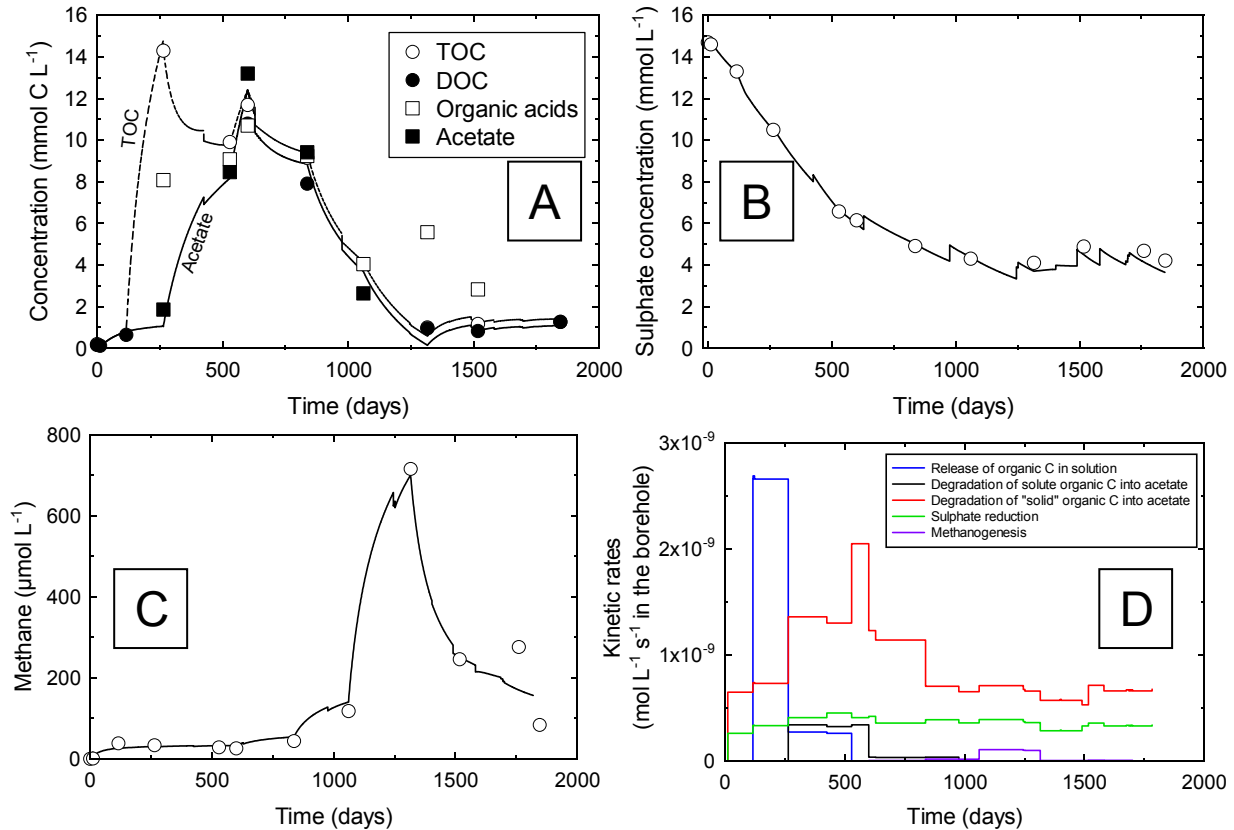 16
14
12
10
8
6
4
2
0
Concentration (mmol C L⁻¹)
TOC
Acetate
TOC
DOC
Organic acids
Acetate
A
0
500
1000
1500
2000
Time (days)
16
14
12
10
8
6
4
2
0
Sulphate concentration (mmol L⁻¹)
B
0
500
1000
1500
2000
Time (days)
800
600
400
200
0
Methane (µmol L⁻¹)
C
0
500
1000
1500
2000
Time (days)
3x10⁻⁹
2x10⁻⁹
1x10⁻⁹
0
Kinetic rates
(mol L⁻¹ s⁻¹ in the borehole)
Release of organic C in solution
Degradation of solute organic C into acetate
Degradation of "solid" organic C into acetate
Sulphate reduction
Methanogenesis
D
0
500
1000
1500
2000
Time (days)